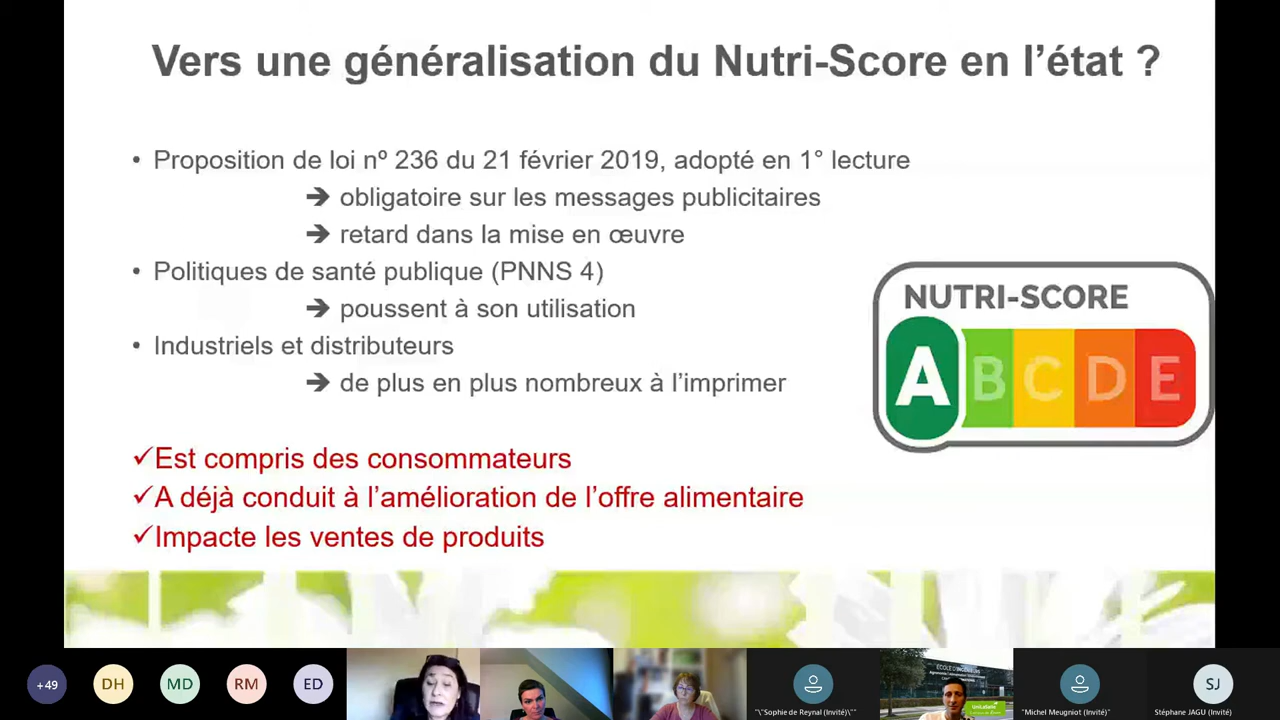 Vers une généralisation du Nutri-Score en l'état ?
• Proposition de loi nº 236 du 21 février 2019, adopté en 1° lecture
➔ obligatoire sur les messages publicitaires
➔ retard dans la mise en œuvre
• Politiques de santé publique (PNNS 4)
➔ poussent à son utilisation
• Industriels et distributeurs
➔ de plus en plus nombreux à l'imprimer
NUTRI-SCORE
A B C D E
✓Est compris des consommateurs
✓A déjà conduit à l'amélioration de l'offre alimentaire
✓Impacte les ventes de produits
+49
DH
MD
RM
ED
"\"Sophie de Reynal (Invité)\""
ÉCOLE D'INGÉNIEURS
UniLaSalle
"Michel Meugniot (Invité)"
SJ
Stéphane JAGU (Invité)